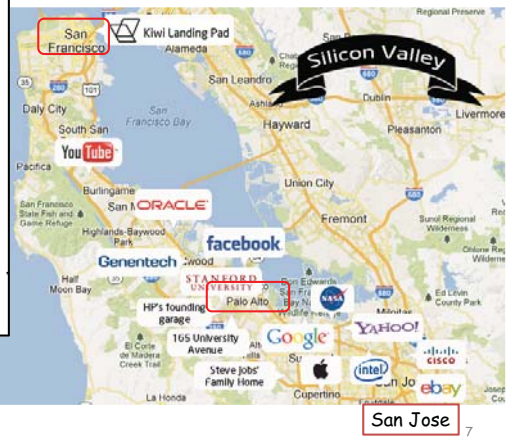 Regional Preserve
San
Francisco
Kiwi Landing Pad
Alameda
Silicon Valley
San Leandro
Dublin
Livermore
Daly City
San
Francisco Bay
Hayward
Pleasanton
South San
YouTube
Pacifica
Burlingame
Union City
San Francisco
State Fish and
Game Refuge
San M
ORACLE
Fremont
Sunol Regional
Wilderness
Highlands-Baywood
Park
facebook
Genentech
wood
STANFORD
UNIVERSITY
Half
Moon Bay
Palo Alto
Don Edwards
NASA
Ed Levin
County Park
HP's founding
garage
YAHOO!
165 University
Avenue
Google
El Corte
de Madera
Creek Trail
CISCO
Steve Jobs'
Family Home
intel
ebay
La Honda
Cupertino
San Jose
7
35
101
680